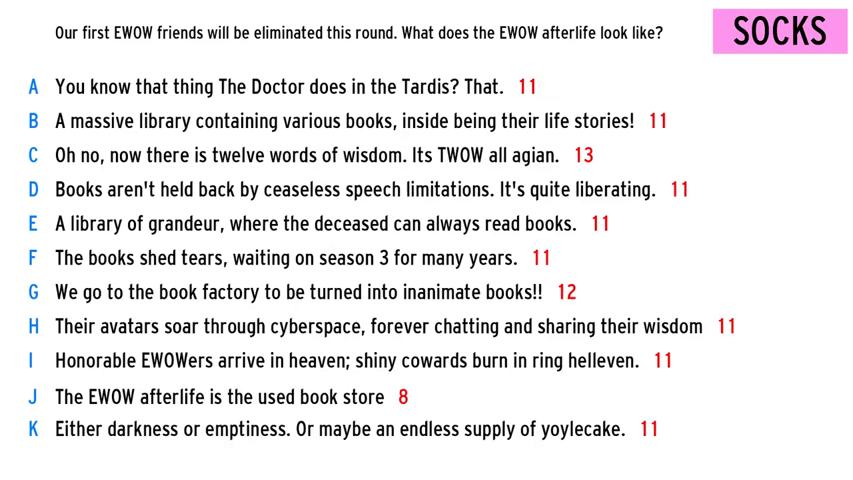 Our first EWOW friends will be eliminated this round. What does the EWOW afterlife look like?
SOCKS
A You know that thing The Doctor does in the Tardis? That. 11
B A massive library containing various books, inside being their life stories! 11
C Oh no, now there is twelve words of wisdom. Its TWOW all agian. 13
D Books aren't held back by ceaseless speech limitations. It's quite liberating. 11
E A library of grandeur, where the deceased can always read books. 11
F The books shed tears, waiting on season 3 for many years. 11
G We go to the book factory to be turned into inanimate books!! 12
H Their avatars soar through cyberspace, forever chatting and sharing their wisdom 11
I Honorable EWOWers arrive in heaven; shiny cowards burn in ring helleven. 11
J The EWOW afterlife is the used book store 8
K Either darkness or emptiness. Or maybe an endless supply of yoylecake. 11